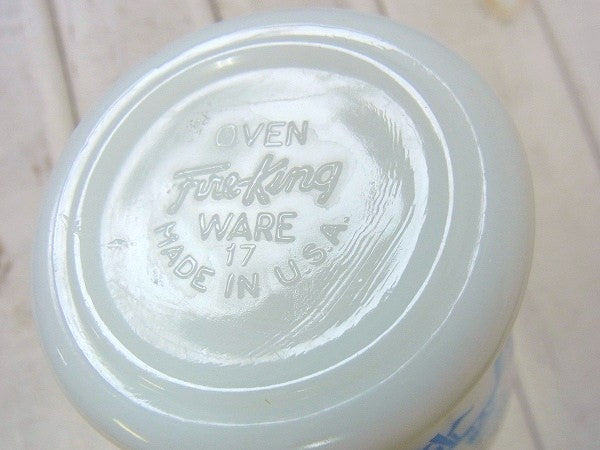 OVEN
Fire-King
WARE
17
MADE IN U.S.A.